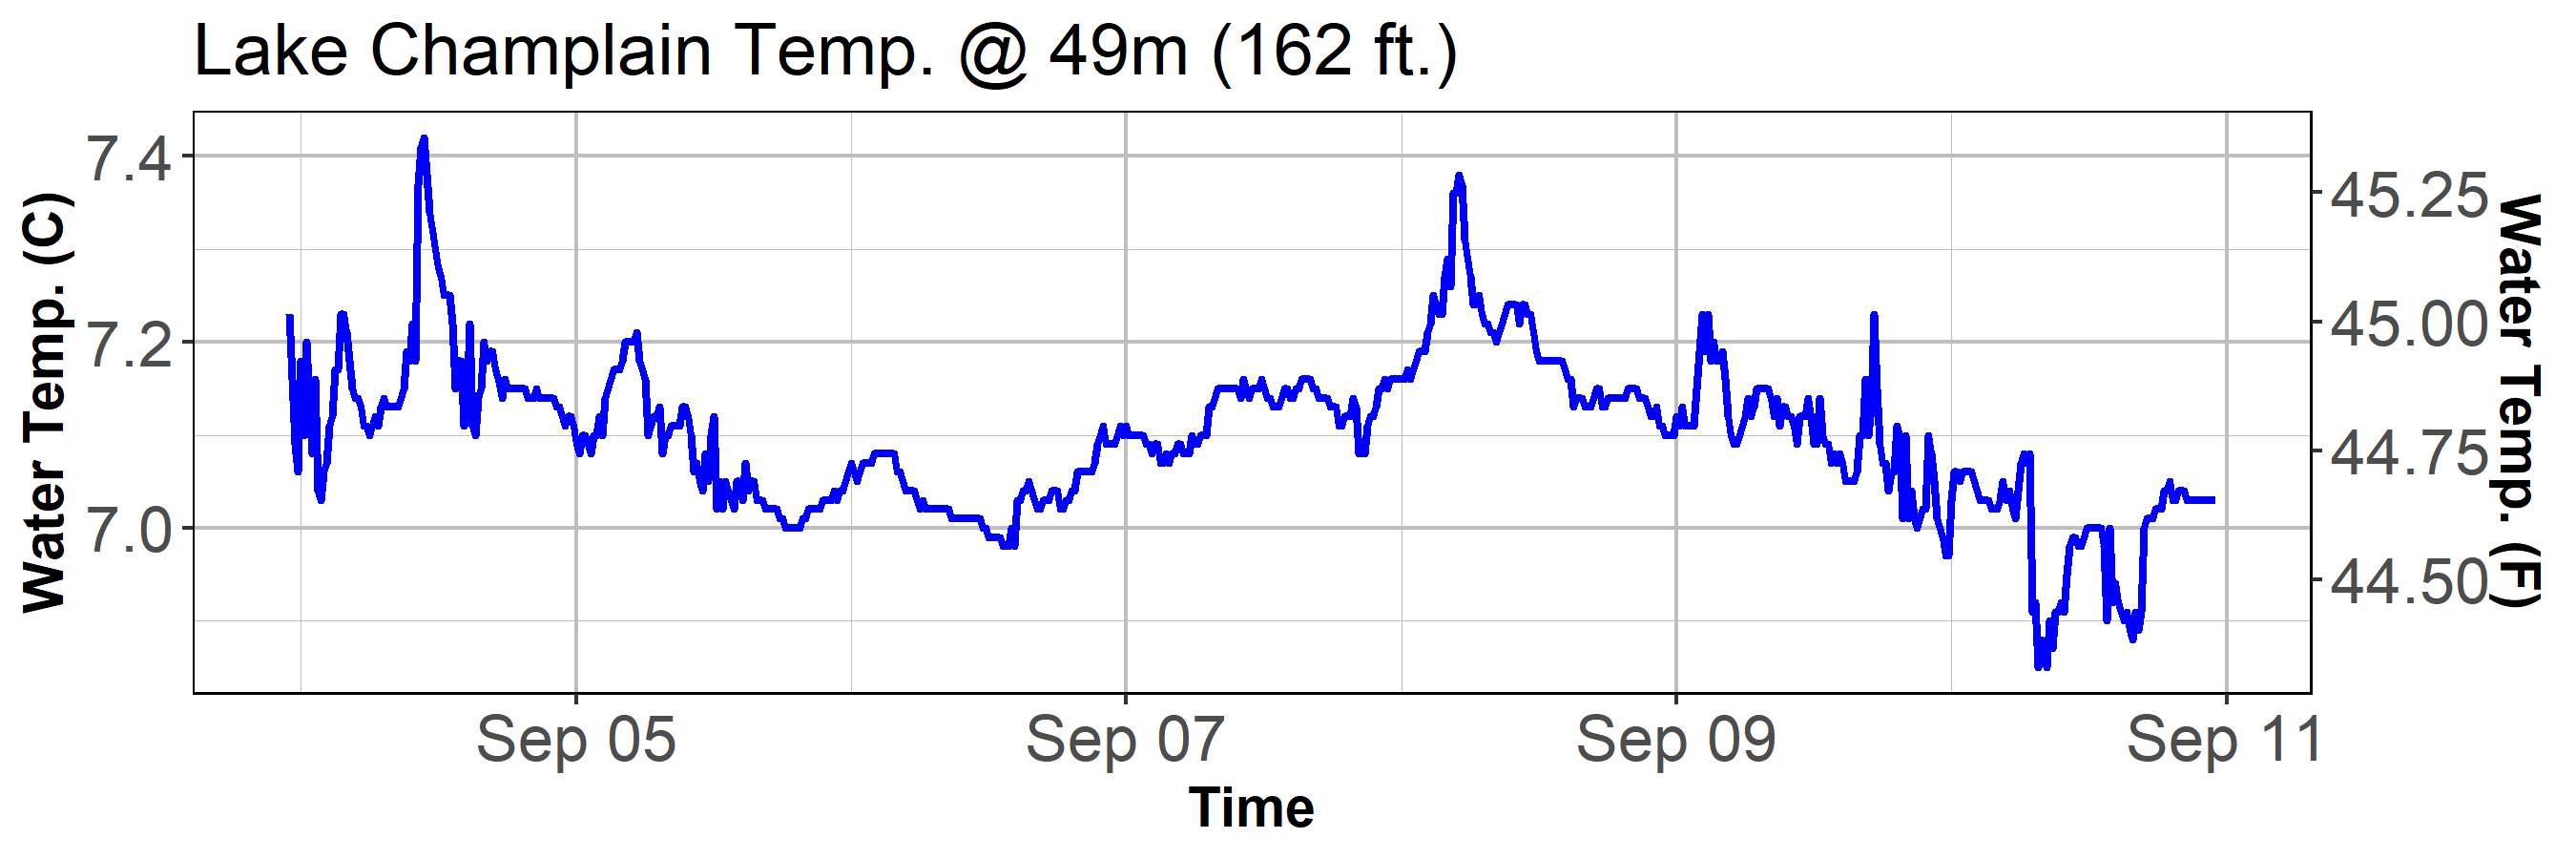 Lake Champlain Temp. @ 49m (162 ft.)
Water Temp. (C)
7.4
7.2
7.0
45.25
45.00
44.75
44.50
Water Temp. (F)
Sep 05 Sep 07 Sep 09 Sep 11
Time